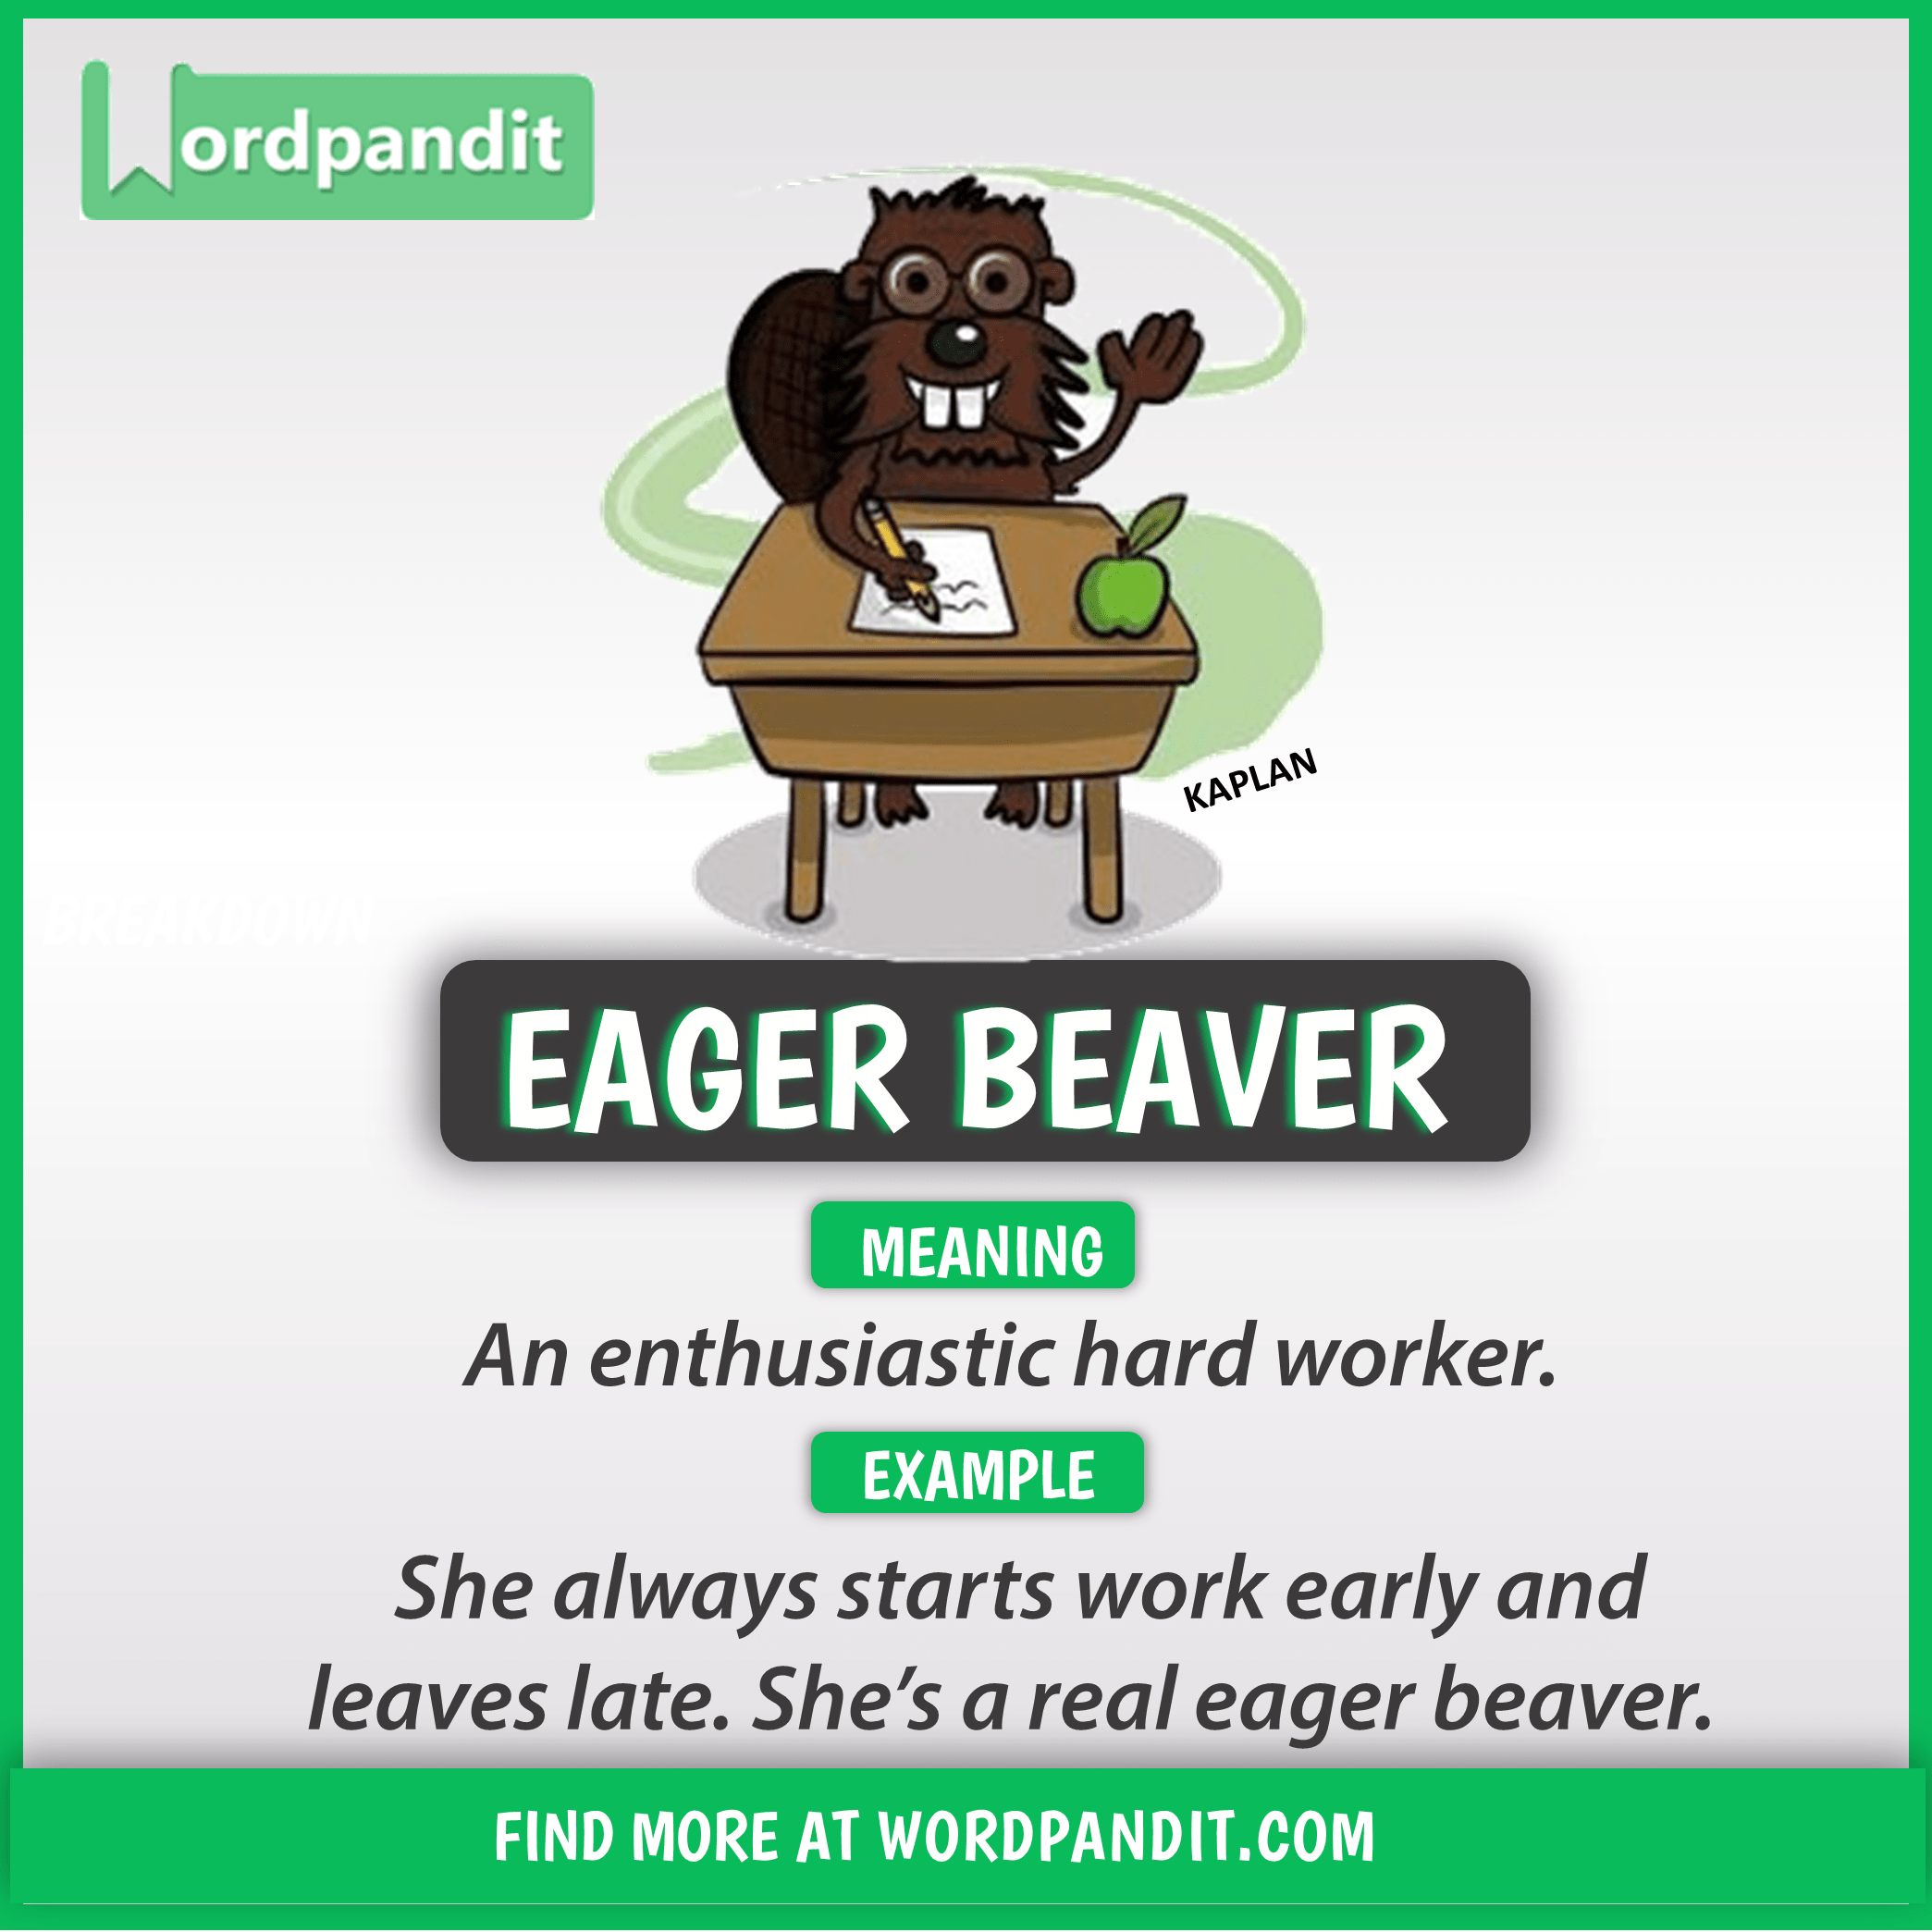 Wordpandit
KAPLAN
BREAKDOWN
EAGER BEAVER
MEANING
An enthusiastic hard worker.
EXAMPLE
She always starts work early and
leaves late. She’s a real eager beaver.
FIND MORE AT WORDPANDIT.COM